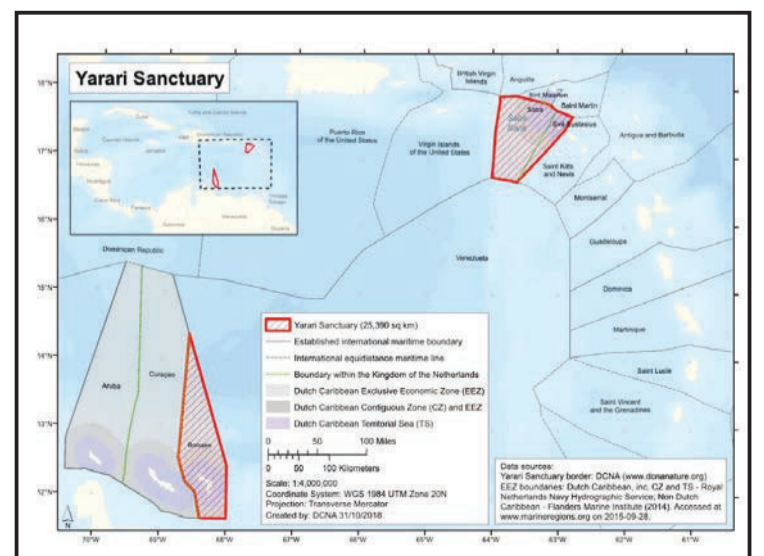 Yarari Sanctuary
18°N
17°N
16°N
15°N
14°N
13°N
12°N
British Virgin
Islands
Anguilla
Saint Martin
Saba
Antigua and Barbuda
Puerto Rico
of the United States
Virgin Islands
of the United States
Saint Kitts
and Nevis
Montserrat
Guadeloupe
Dominican Republic
Venezuela
Dominica
Martinique
Saint Lucia
Saint Vincent
and the Grenadines
Aruba
Curaçao
Bonaire
Yarari Sanctuary (25,390 sq km)
Established international maritime boundary
International equidistance maritime line
Boundary within the Kingdom of the Netherlands
Dutch Caribbean Exclusive Economic Zone (EEZ)
Dutch Caribbean Contiguous Zone (CZ) and EEZ
Dutch Caribbean Territorial Sea (TS)
0 50 100 Miles
0 50 100 Kilometers
Scale: 1:4,000,000
Coordinate System: WGS 1984 UTM Zone 20N
Projection: Transverse Mercator
Created by: DCNA 31/10/2018.
Data sources:
Yarari Sanctuary border: DCNA (www.donanature.org)
EEZ boundaries: Dutch Caribbean, inc. CZ and TS - Royal
Netherlands Navy Hydrographic Service; Non Dutch
Caribbean - Flanders Marine Institute (2014). Accessed at
www.marineregions.org on 2015-09-28.
N
70°W 69°W 68°W 67°W 66°W 65°W 64°W 63°W 62°W 61°W